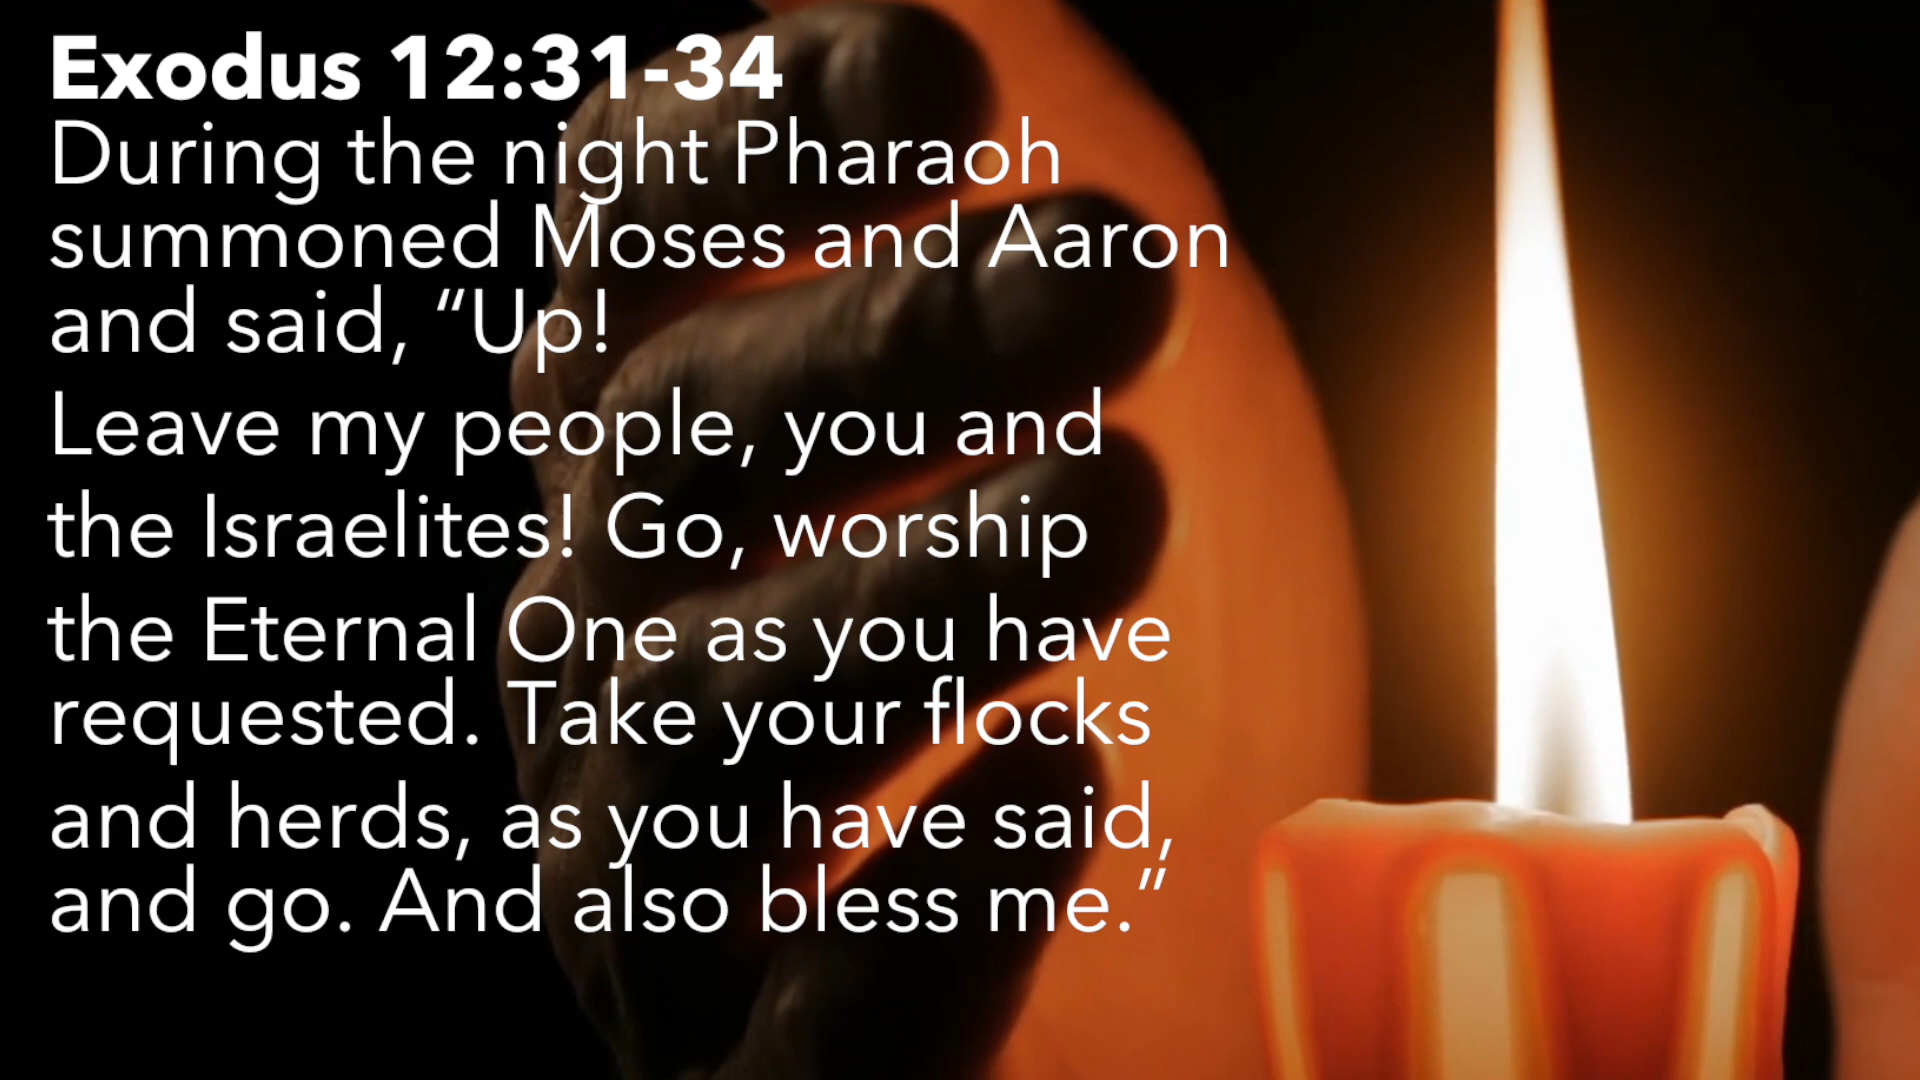 Exodus 12:31-34
During the night Pharaoh
summoned Moses and Aaron
and said, “Up!
Leave my people, you and
the Israelites! Go, worship
the Eternal One as you have
requested. Take your flocks
and herds, as you have said,
and go. And also bless me.”